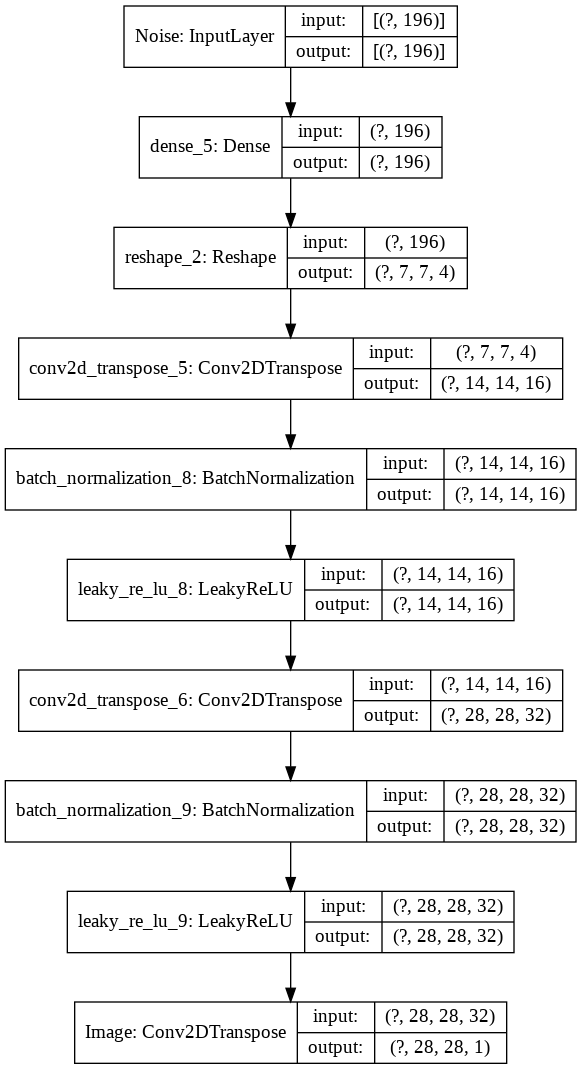 Noise: InputLayer
input: [(?, 196)]
output: [(?, 196)]
dense_5: Dense
input: (?, 196)
output: (?, 196)
reshape_2: Reshape
input: (?, 196)
output: (?, 7, 7, 4)
conv2d_transpose_5: Conv2DTranspose
input: (?, 7, 7, 4)
output: (?, 14, 14, 16)
batch_normalization_8: BatchNormalization
input: (?, 14, 14, 16)
output: (?, 14, 14, 16)
leaky_re_lu_8: LeakyReLU
input: (?, 14, 14, 16)
output: (?, 14, 14, 16)
conv2d_transpose_6: Conv2DTranspose
input: (?, 14, 14, 16)
output: (?, 28, 28, 32)
batch_normalization_9: BatchNormalization
input: (?, 28, 28, 32)
output: (?, 28, 28, 32)
leaky_re_lu_9: LeakyReLU
input: (?, 28, 28, 32)
output: (?, 28, 28, 32)
Image: Conv2DTranspose
input: (?, 28, 28, 32)
output: (?, 28, 28, 1)